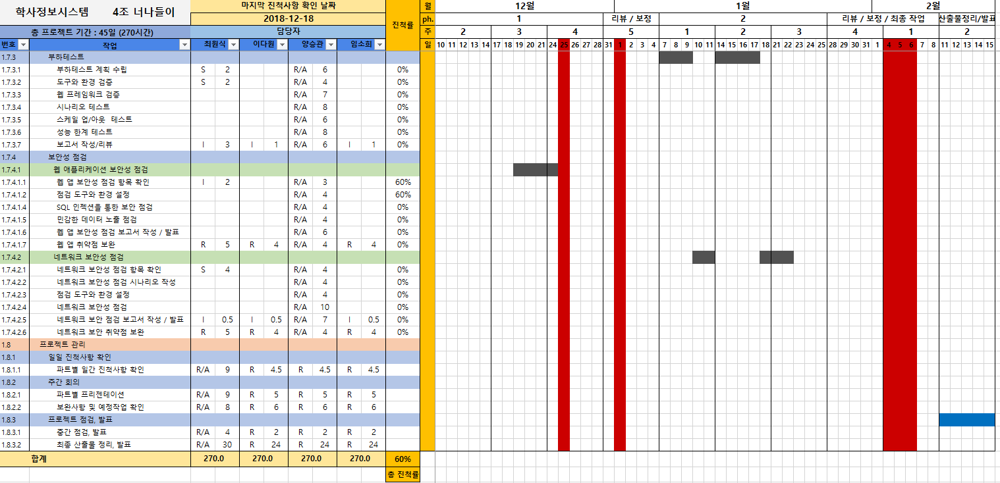 학사정보시스템 4조 너나들이 마지막 진척사항 확인 날짜 진척률 월 12월 1월 2월
2018-12-18 ph. 1 리뷰 / 보정 2 리뷰 / 보정 / 최종 작업 산출물정리/발표
총 프로젝트 기간 : 45일 (270시간) 담당자 주 2 3 4 5 1 2 3 4 1 2
번호 작업 최원식 이다원 양승관 임소희 일 10 11 12 13 14 17 18 19 20 21 24 25 26 27 28 31 1 2 3 4 7 8 9 10 11 14 15 16 17 18 21 22 23 24 25 28 29 30 31 1 4 5 6 7 8 11 12 13 14 15
1.7.3 부하테스트
1.7.3.1 부하테스트 계획 수립 S 2 R/A 6 0%
1.7.3.2 도구와 환경 검증 S 2 R/A 4 0%
1.7.3.3 웹 프레임워크 검증 R/A 7 0%
1.7.3.4 시나리오 테스트 R/A 8 0%
1.7.3.5 스케일 업/아웃 테스트 R/A 6 0%
1.7.3.6 성능 한계 테스트 R/A 8 0%
1.7.3.7 보고서 작성/리뷰 I 3 I 1 R/A 6 I 1 0%
1.7.4 보안성 점검
1.7.4.1 웹 애플리케이션 보안성 점검
1.7.4.1.1 웹 앱 보안성 점검 항목 확인 I 2 R/A 3 60%
1.7.4.1.2 점검 도구와 환경 설정 R/A 4 60%
1.7.4.1.4 SQL 인젝션을 통한 보안 점검 R/A 4 0%
1.7.4.1.5 민감한 데이터 노출 점검 R/A 4 0%
1.7.4.1.6 웹 앱 보안성 점검 보고서 작성 / 발표 R/A 6 0%
1.7.4.1.7 웹 앱 취약점 보완 R 5 R 4 R/A 4 R 4 0%
1.7.4.2 네트워크 보안성 점검
1.7.4.2.1 네트워크 보안성 점검 항목 확인 S 4 R/A 4 0%
1.7.4.2.2 네트워크 보안성 점검 시나리오 작성 R/A 4 0%
1.7.4.2.3 점검 도구와 환경 설정 R/A 4 0%
1.7.4.2.4 네트워크 보안성 점검 R/A 10 0%
1.7.4.2.5 네트워크 보안 점검 보고서 작성 / 발표 I 0.5 I 0.5 R/A 7 I 0.5 0%
1.7.4.2.6 네트워크 보안 취약점 보완 R 5 R 4 R/A 4 R 4 0%
1.8 프로젝트 관리
1.8.1 일일 진척사항 확인
1.8.1.1 파트별 일간 진척사항 확인 R/A 9 R 4.5 R 4.5 R 4.5
1.8.2 주간 회의
1.8.2.1 파트별 프리젠테이션 R/A 9 R 5 R 5 R 5
1.8.2.2 보완사항 및 예정작업 확인 R/A 8 R 6 R 6 R 6
1.8.3 프로젝트 점검, 발표
1.8.3.1 중간 점검, 발표 R/A 4 R 2 R 2 R 2
1.8.3.2 최종 산출물 정리, 발표 R/A 30 R 24 R 24 R 24
합계 270.0 270.0 270.0 270.0 60%
총 진척률